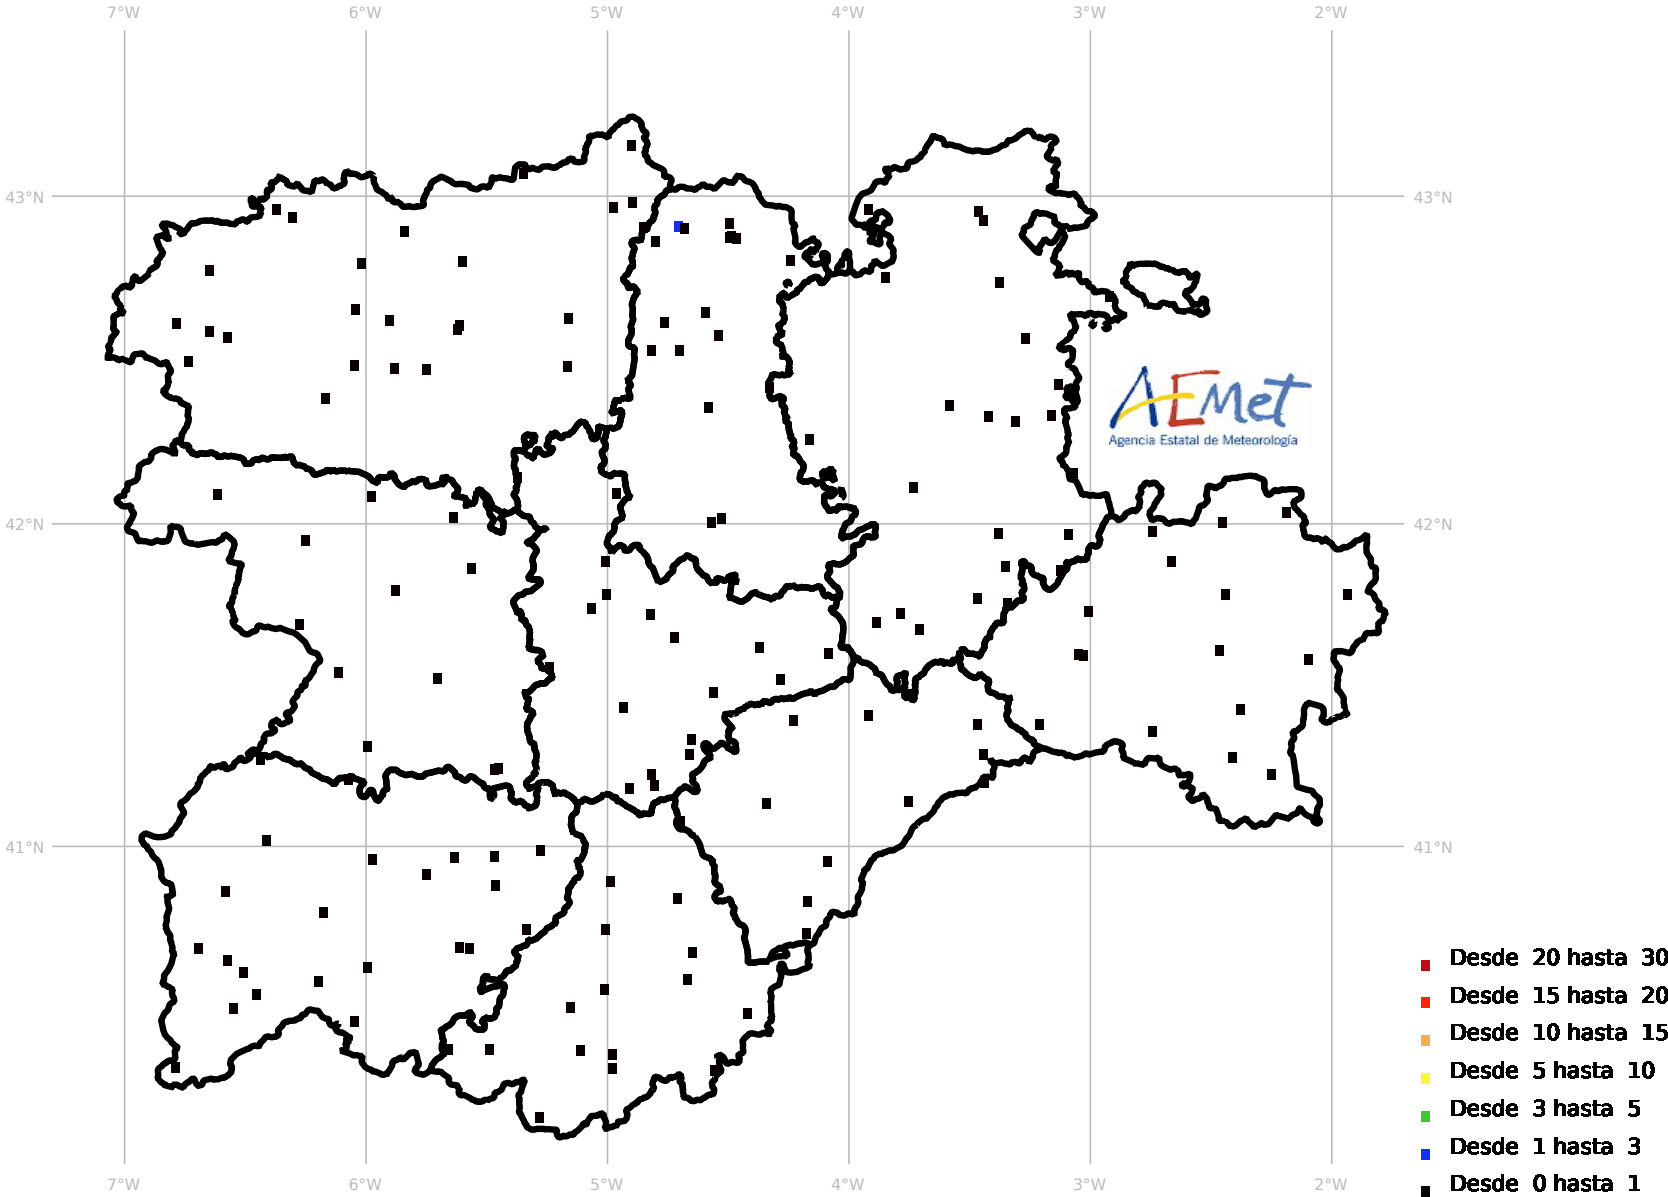 7°W 6°W 5°W 4°W 3°W 2°W
43°N 43°N
AEMet
Agencia Estatal de Meteorología
42°N 42°N
41°N 41°N
Desde 20 hasta 30
Desde 15 hasta 20
Desde 10 hasta 15
Desde 5 hasta 10
Desde 3 hasta 5
Desde 1 hasta 3
Desde 0 hasta 1
7°W 6°W 5°W 4°W 3°W 2°W